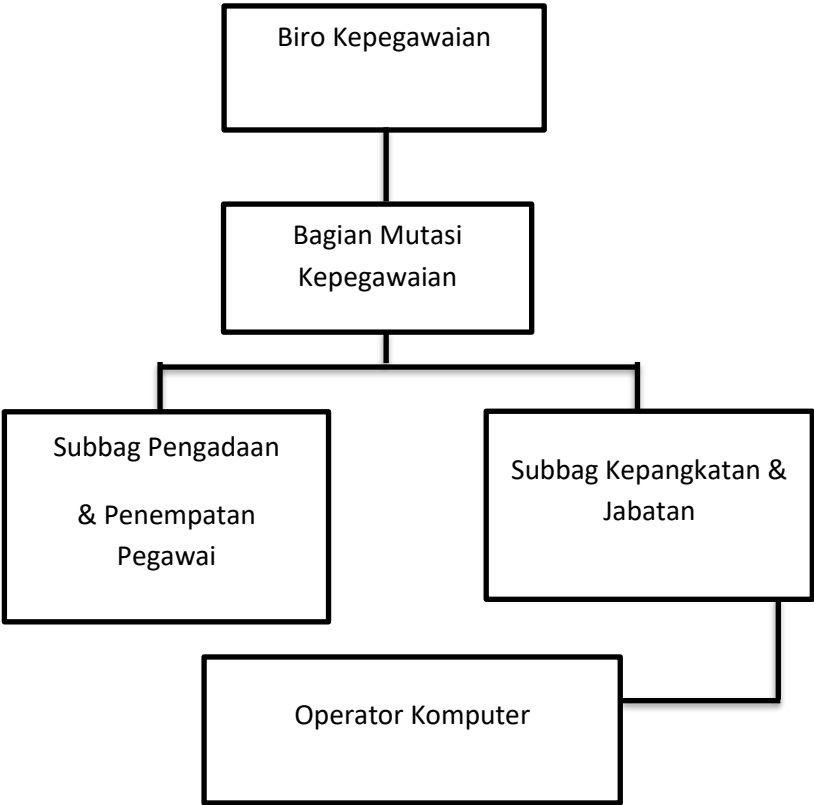 Biro Kepegawaian
Bagian Mutasi
Kepegawaian
Subbag Pengadaan
& Penempatan
Pegawai
Subbag Kepangkatan &
Jabatan
Operator Komputer